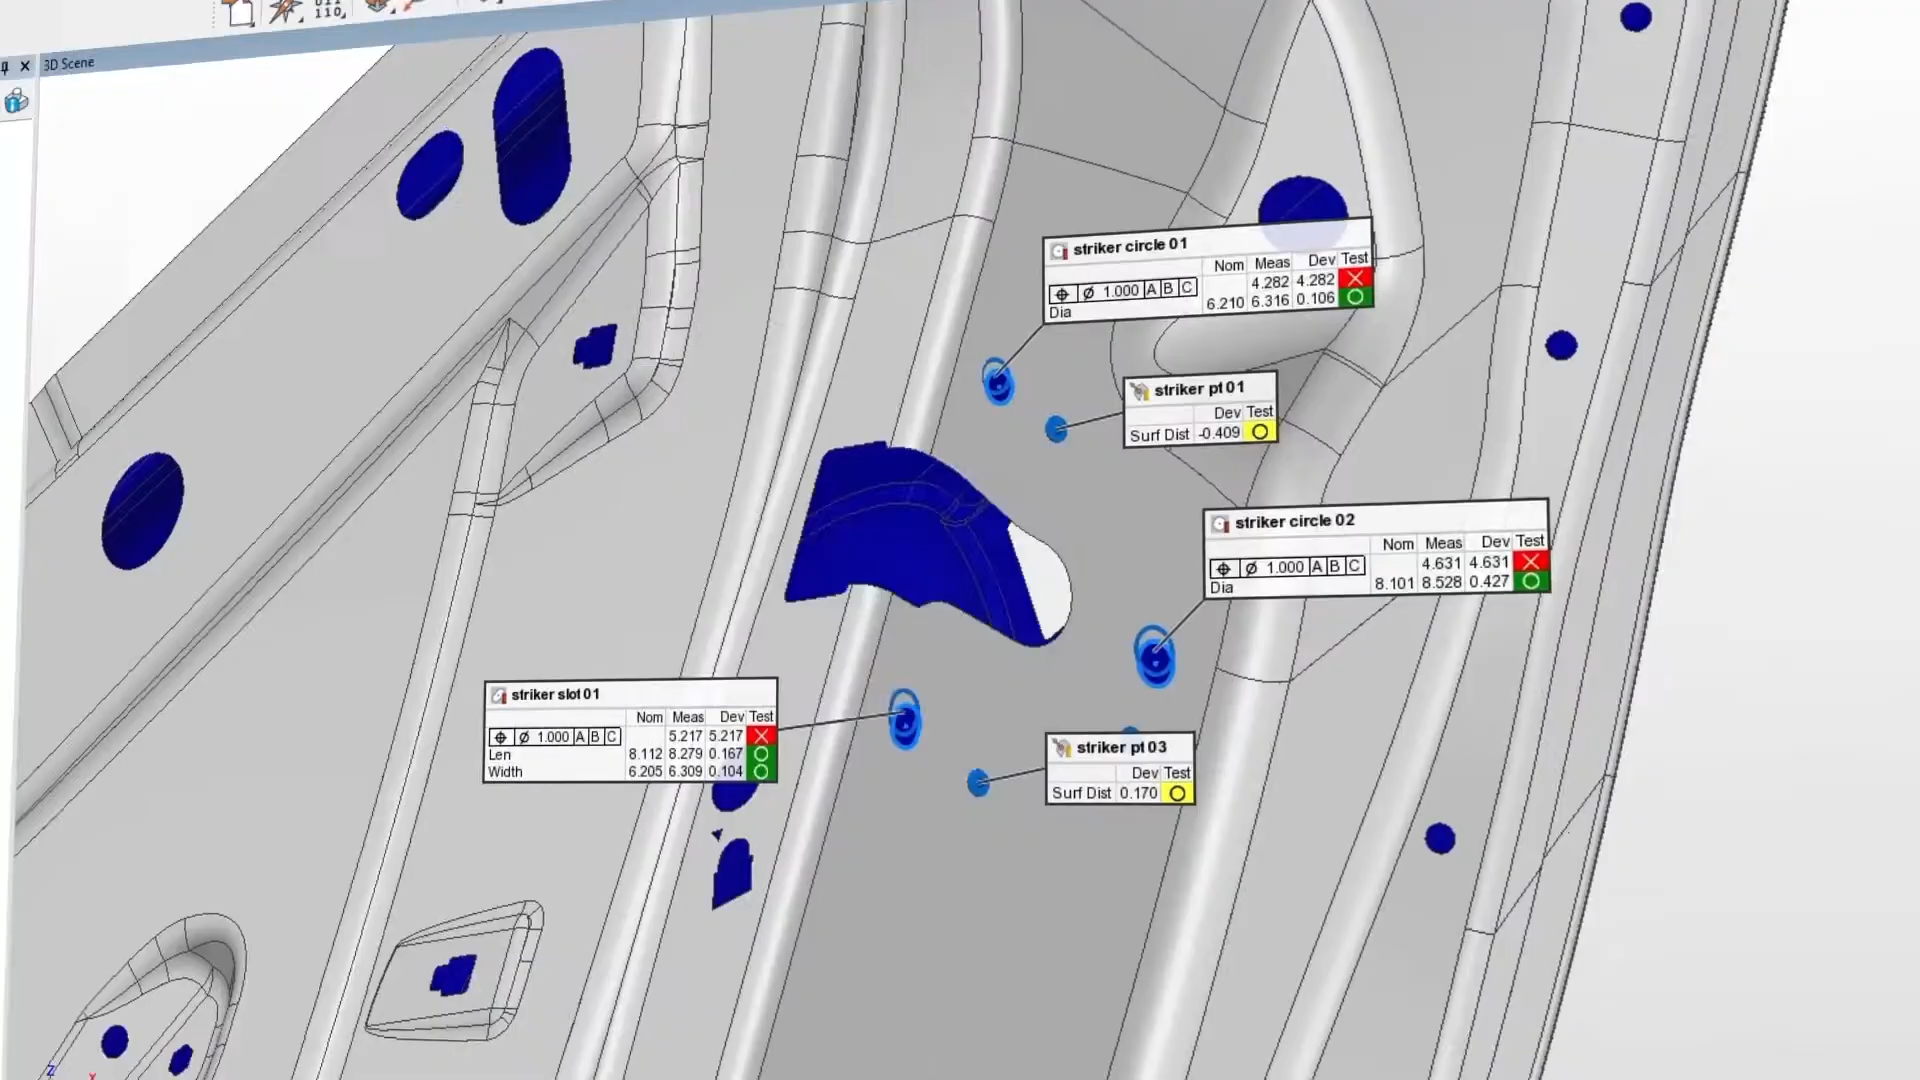 110
3D Scene
striker circle 01
Nom Meas Dev Test
⌖ Ø 1.000 A B C 4.282 4.282
Dia 6.210 6.316 0.106
striker pt 01
Dev Test
Surf Dist -0.409
striker circle 02
Nom Meas Dev Test
⌖ Ø 1.000 A B C 4.631 4.631
Dia 8.101 8.528 0.427
striker slot 01
Nom Meas Dev Test
⌖ Ø 1.000 A B C 5.217 5.217
Len 8.112 8.279 0.167
Width 6.205 6.309 0.104
striker pt 03
Dev Test
Surf Dist 0.170
Z